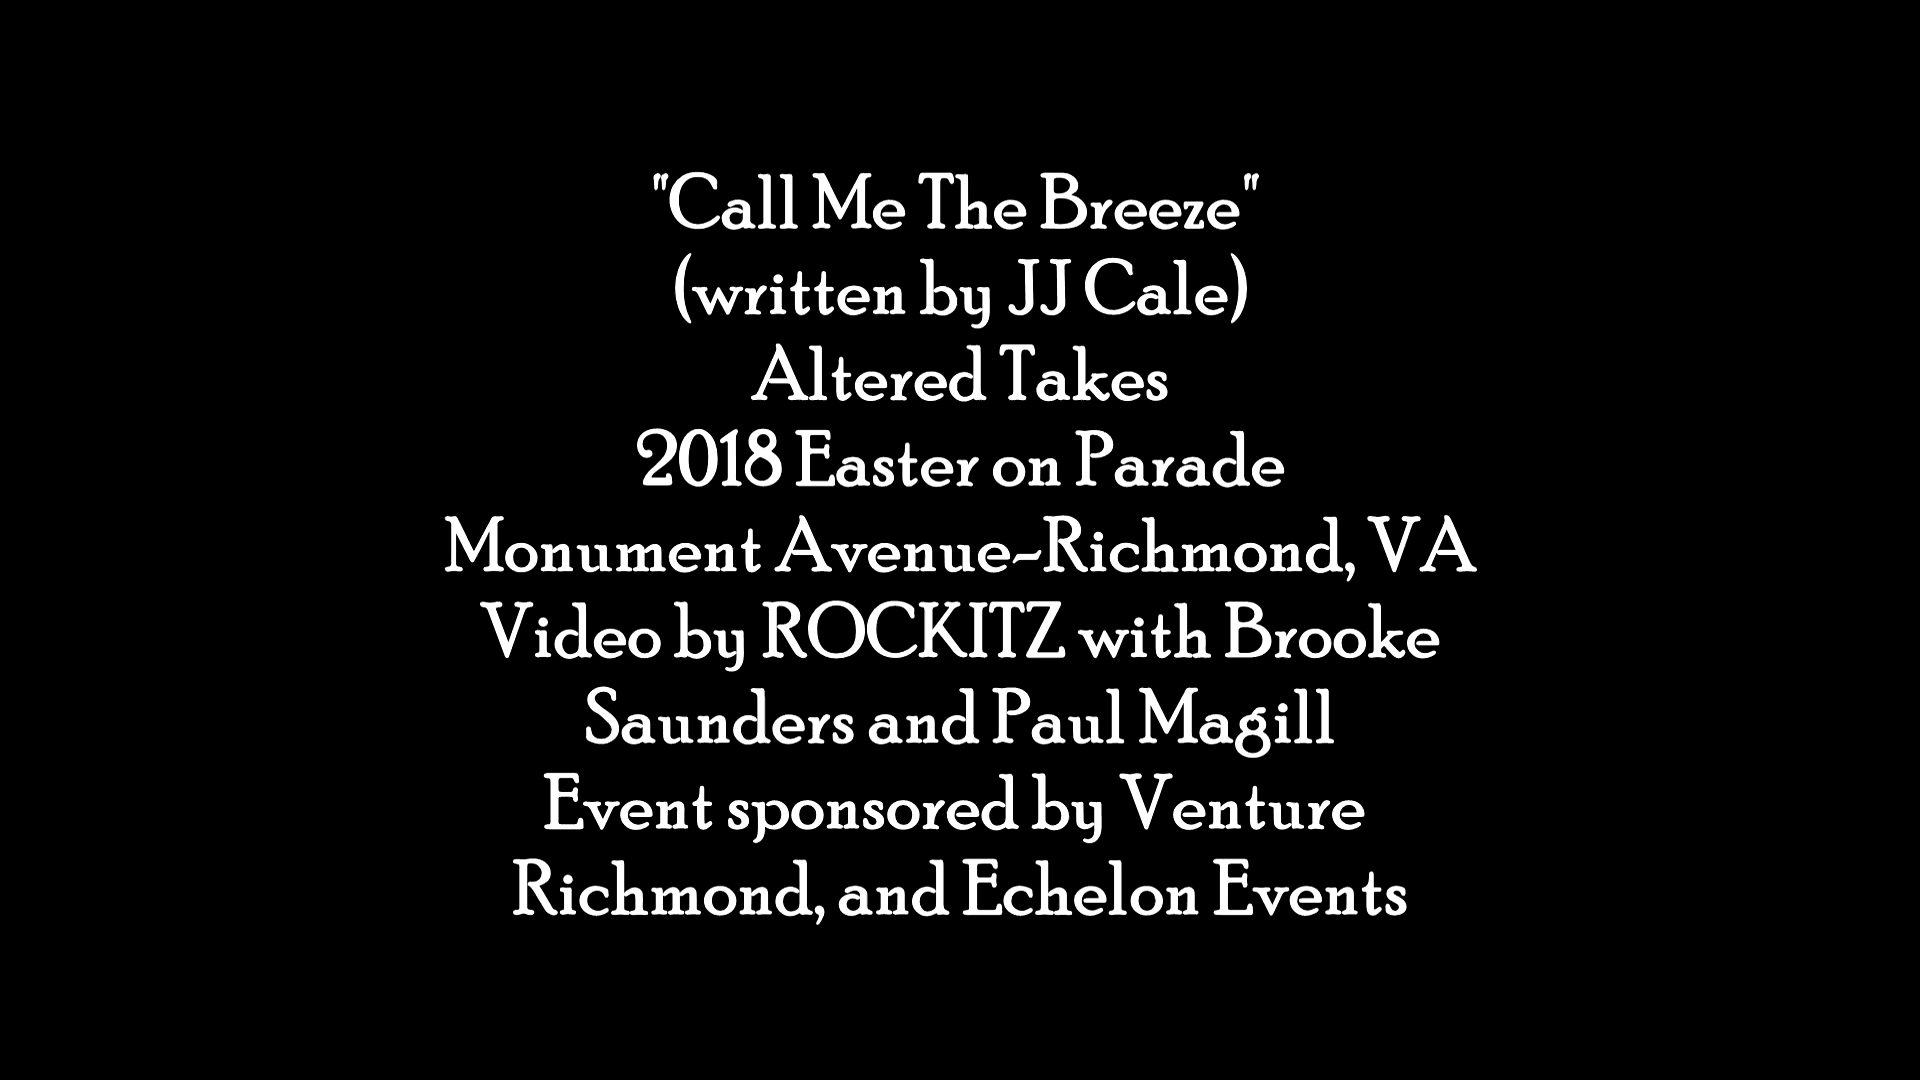 "Call Me The Breeze"
(written by JJ Cale)
Altered Takes
2018 Easter on Parade
Monument Avenue-Richmond, VA
Video by ROCKITZ with Brooke
Saunders and Paul Magill
Event sponsored by Venture
Richmond, and Echelon Events